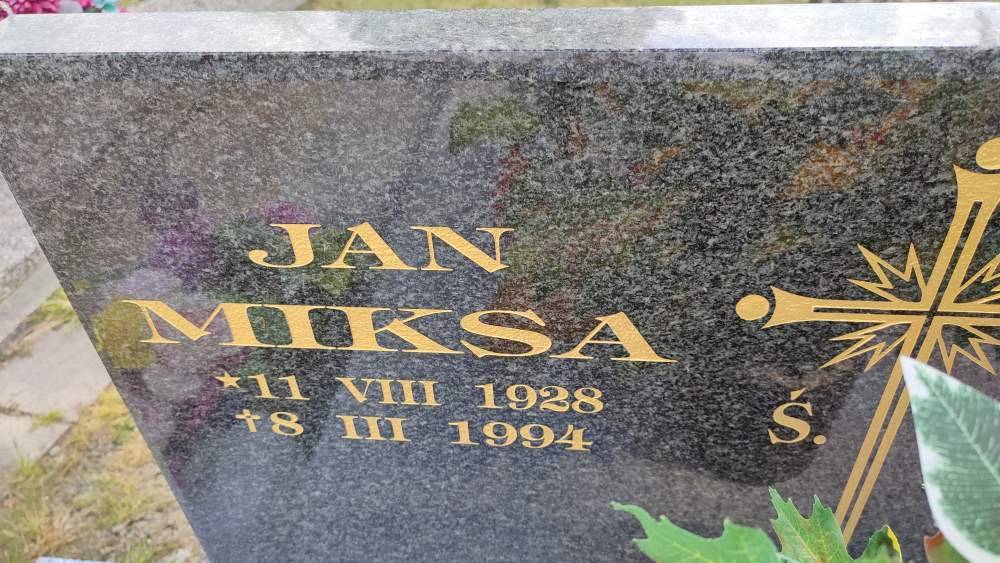 JAN
MIKSA
★11 VIII 1928
✝8 III 1994
Ś.